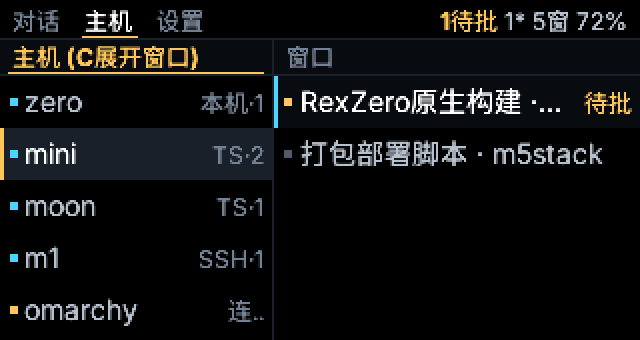 对话 主机 设置 1待批 1* 5窗 72%
主机 (C展开窗口)
zero 本机·1
mini TS·2
moon TS·1
m1 SSH·1
omarchy 连..
窗口
RexZero原生构建 ·... 待批
打包部署脚本 · m5stack